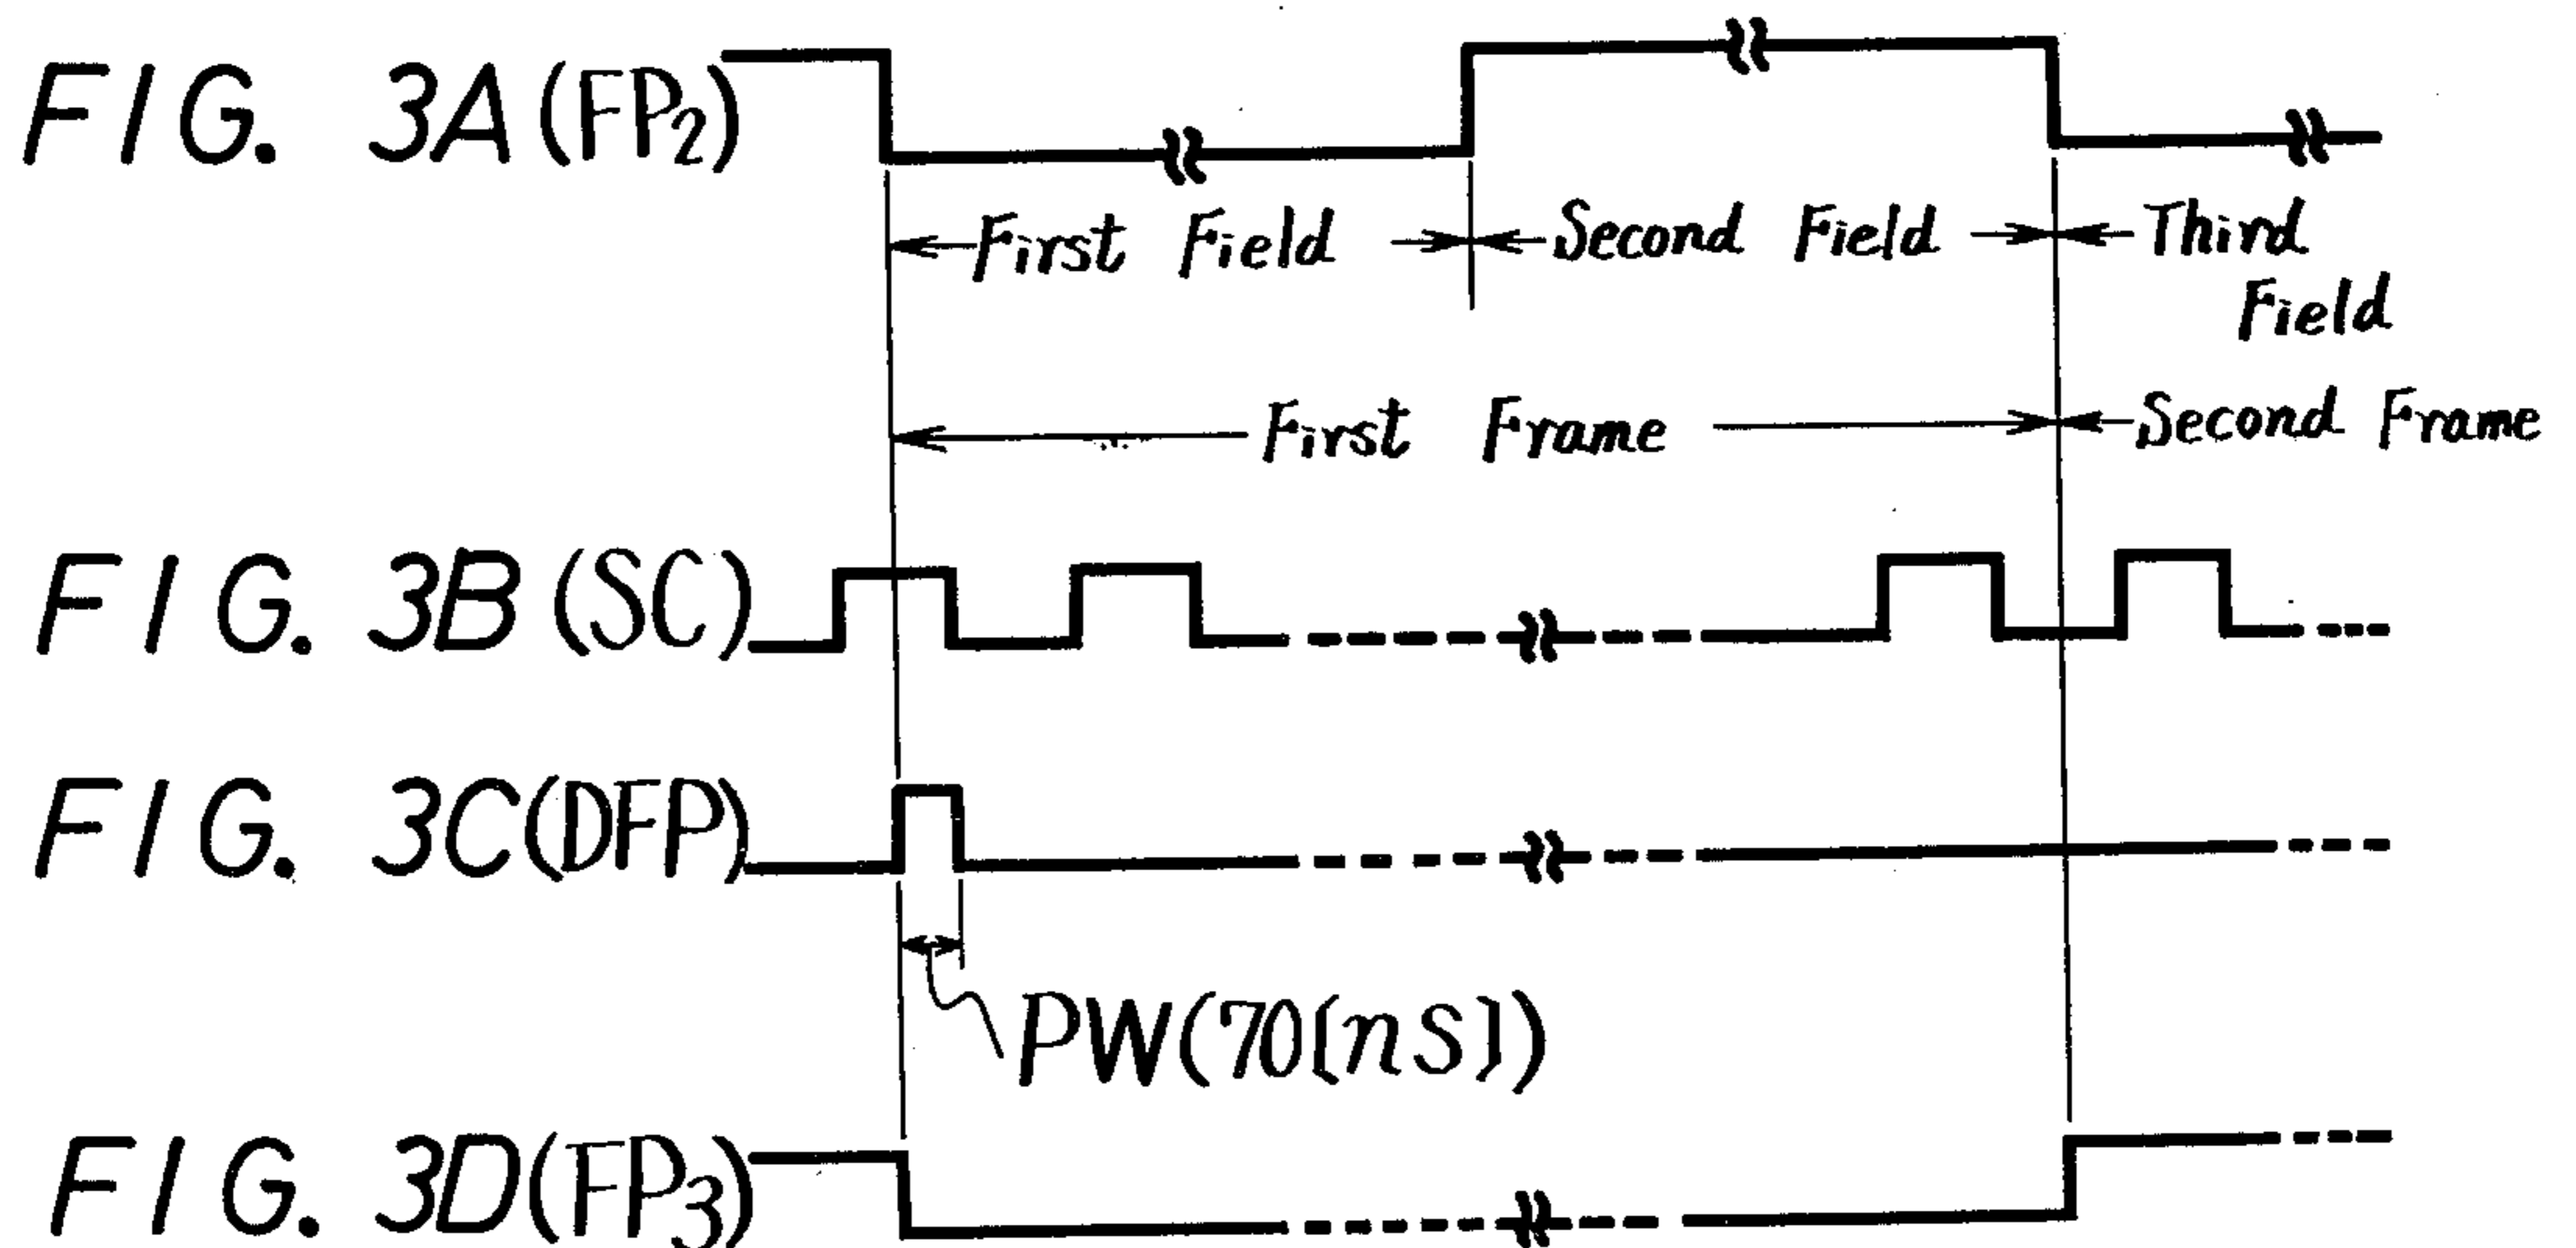 FIG. 3A (FP₂)
First Field Second Field Third
Field
First Frame Second Frame
FIG. 3B (SC)
FIG. 3C (DFP)
PW(70[nS])
FIG. 3D (FP₃)